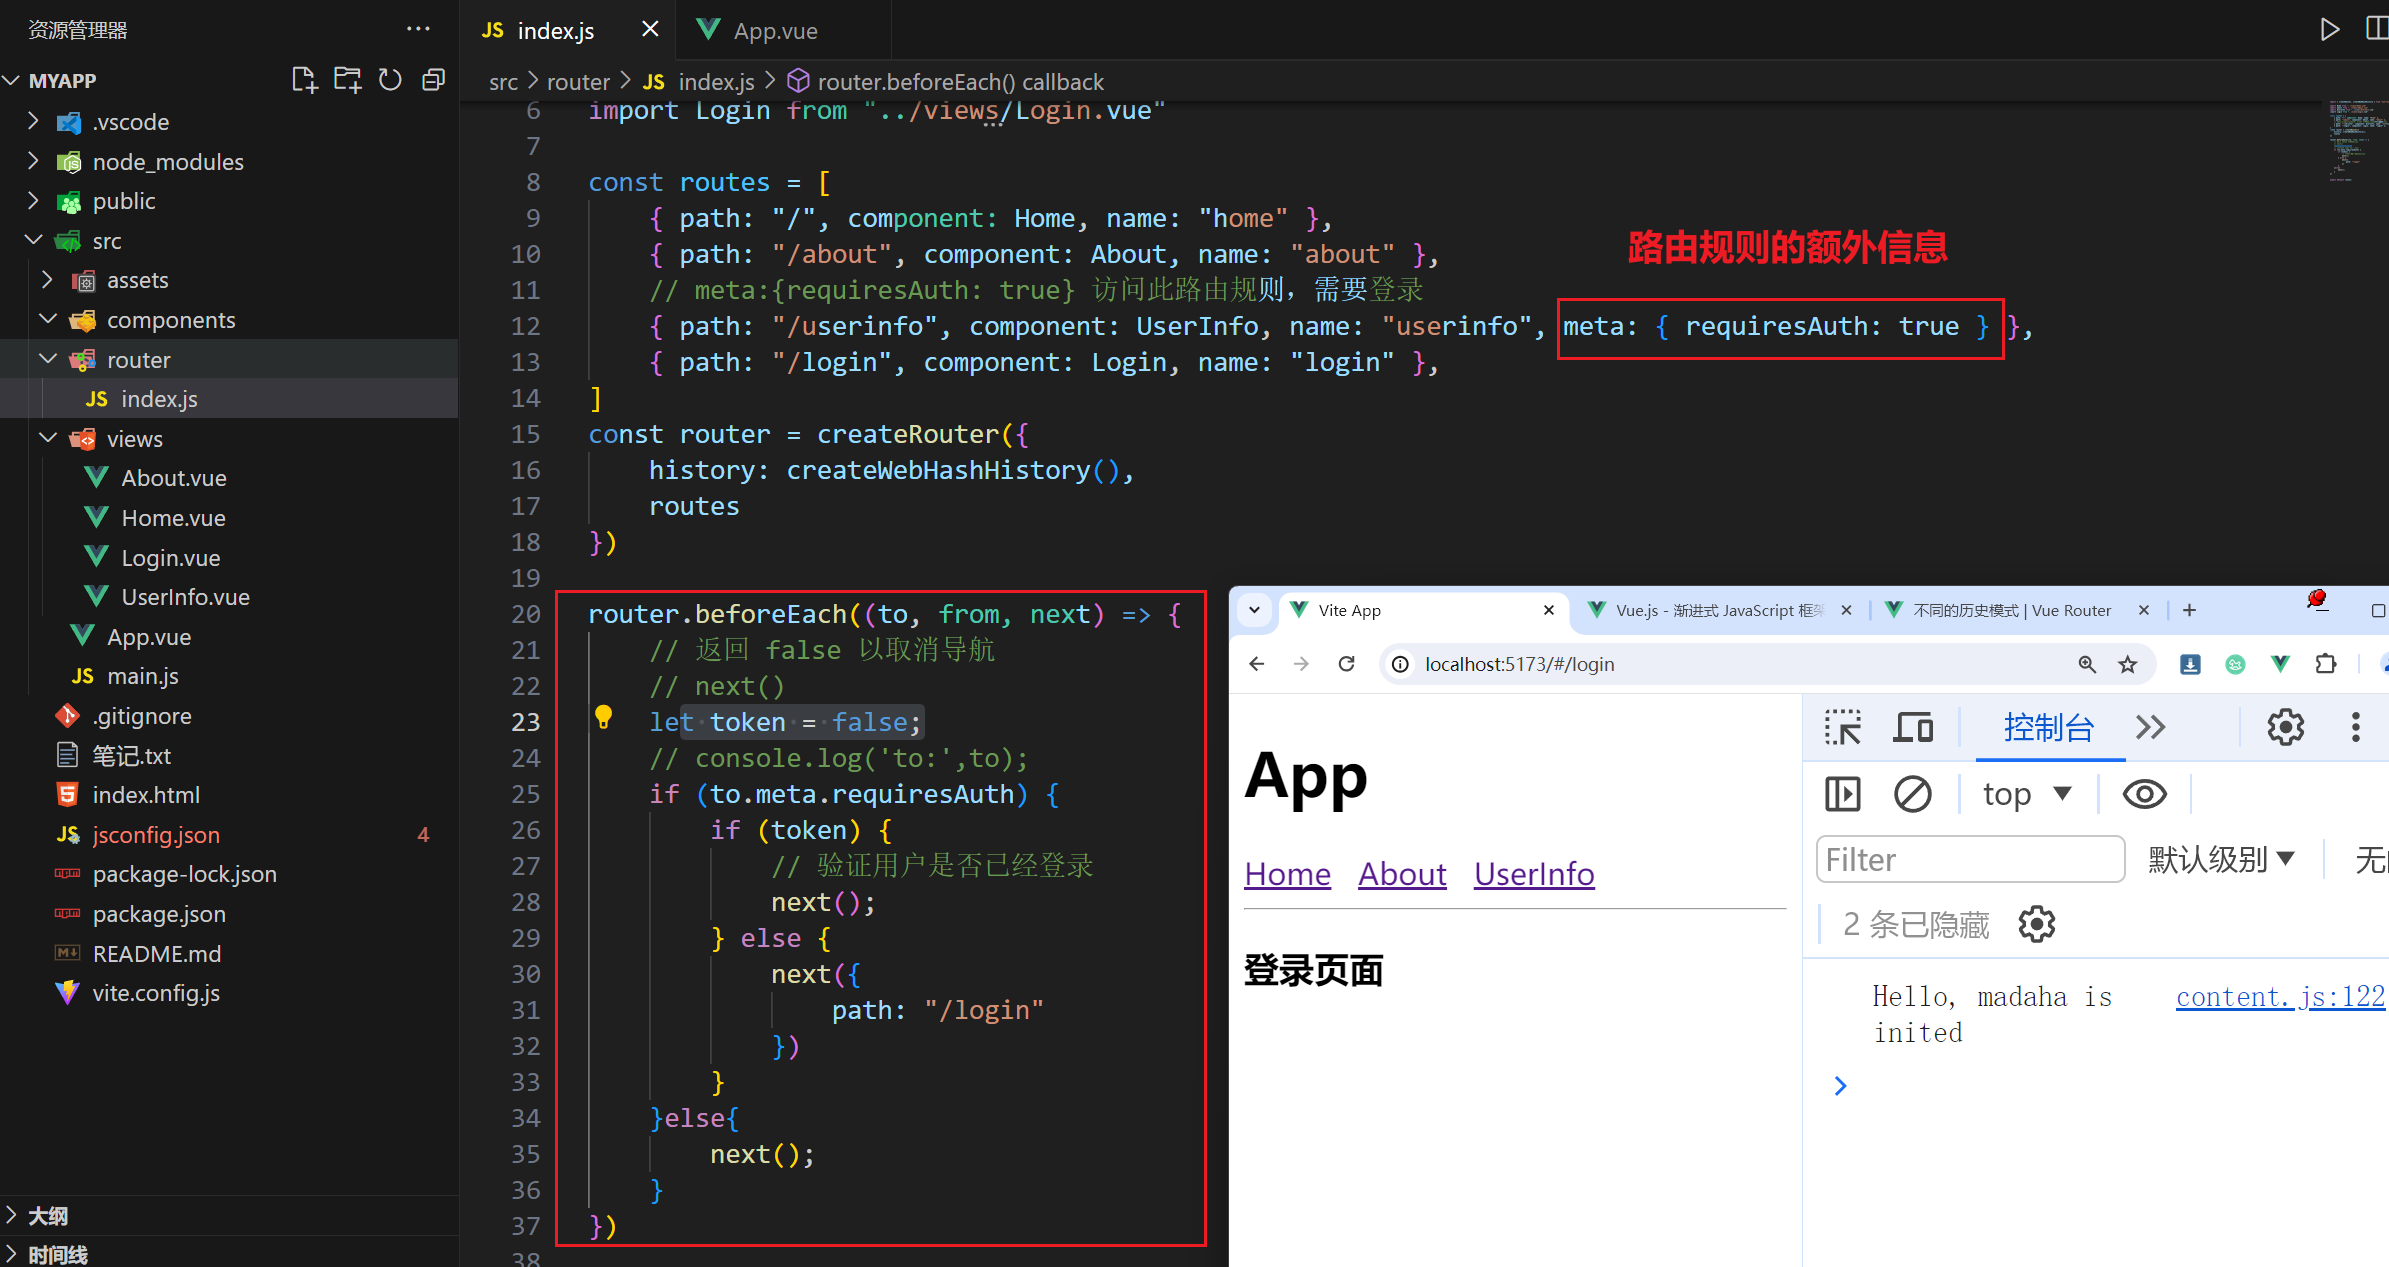 资源管理器
MYAPP
.vscode
node_modules
public
src
assets
components
router
index.js
views
About.vue
Home.vue
Login.vue
UserInfo.vue
App.vue
main.js
.gitignore
笔记.txt
index.html
jsconfig.json 4
package-lock.json
package.json
README.md
vite.config.js
大纲
时间线
index.js
App.vue
src > router > JS index.js > router.beforeEach() callback
6 import Login from "../views/Login.vue"
7
8 const routes = [
9 { path: "/", component: Home, name: "home" },
10 { path: "/about", component: About, name: "about" },
11 // meta:{requiresAuth: true} 访问此路由规则，需要登录
12 { path: "/userinfo", component: UserInfo, name: "userinfo", meta: { requiresAuth: true } },
13 { path: "/login", component: Login, name: "login" },
14 ]
15 const router = createRouter({
16 history: createWebHashHistory(),
17 routes
18 })
19
20 router.beforeEach((to, from, next) => {
21 // 返回 false 以取消导航
22 // next()
23 let token = false;
24 // console.log('to:',to);
25 if (to.meta.requiresAuth) {
26 if (token) {
27 // 验证用户是否已经登录
28 next();
29 } else {
30 next({
31 path: "/login"
32 })
33 }
34 }else{
35 next();
36 }
37 })
38
路由规则的额外信息
Vite App
Vue.js - 渐进式 JavaScript 框架
不同的历史模式 | Vue Router
localhost:5173/#/login
App
Home About UserInfo
登录页面
控制台
top
Filter
默认级别
无
2 条已隐藏
Hello, madaha is inited
content.js:122